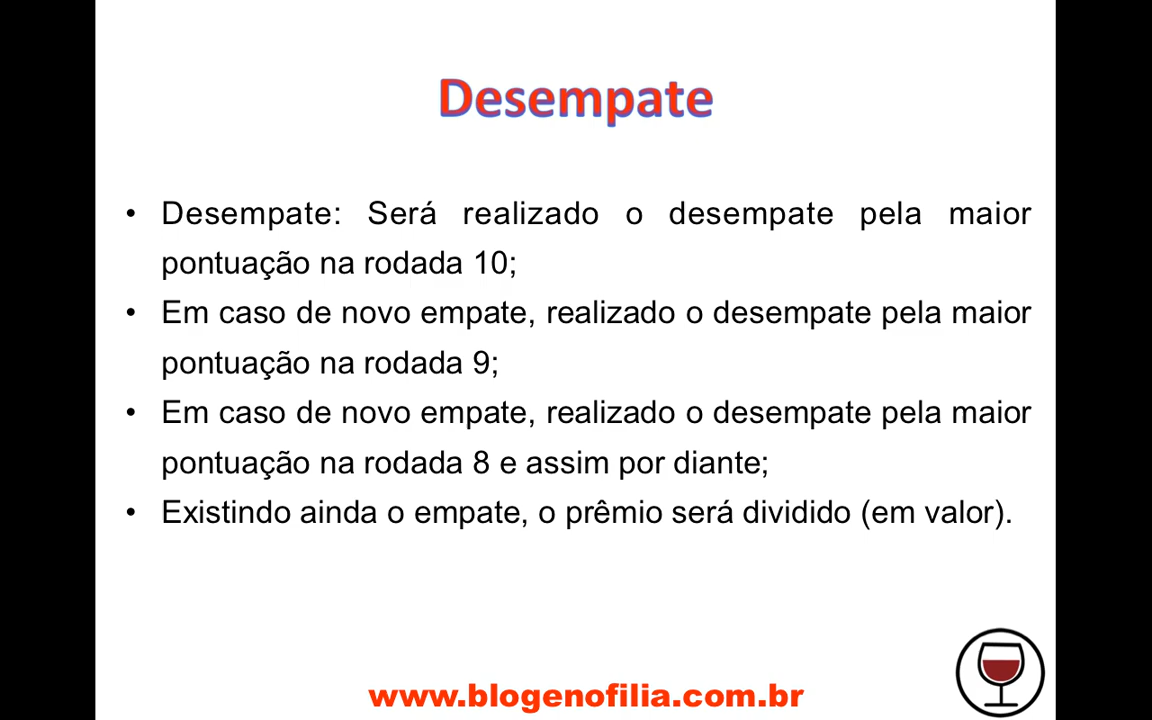 Desempate
• Desempate: Será realizado o desempate pela maior
pontuação na rodada 10;
• Em caso de novo empate, realizado o desempate pela maior
pontuação na rodada 9;
• Em caso de novo empate, realizado o desempate pela maior
pontuação na rodada 8 e assim por diante;
• Existindo ainda o empate, o prêmio será dividido (em valor).
www.blogenofilia.com.br